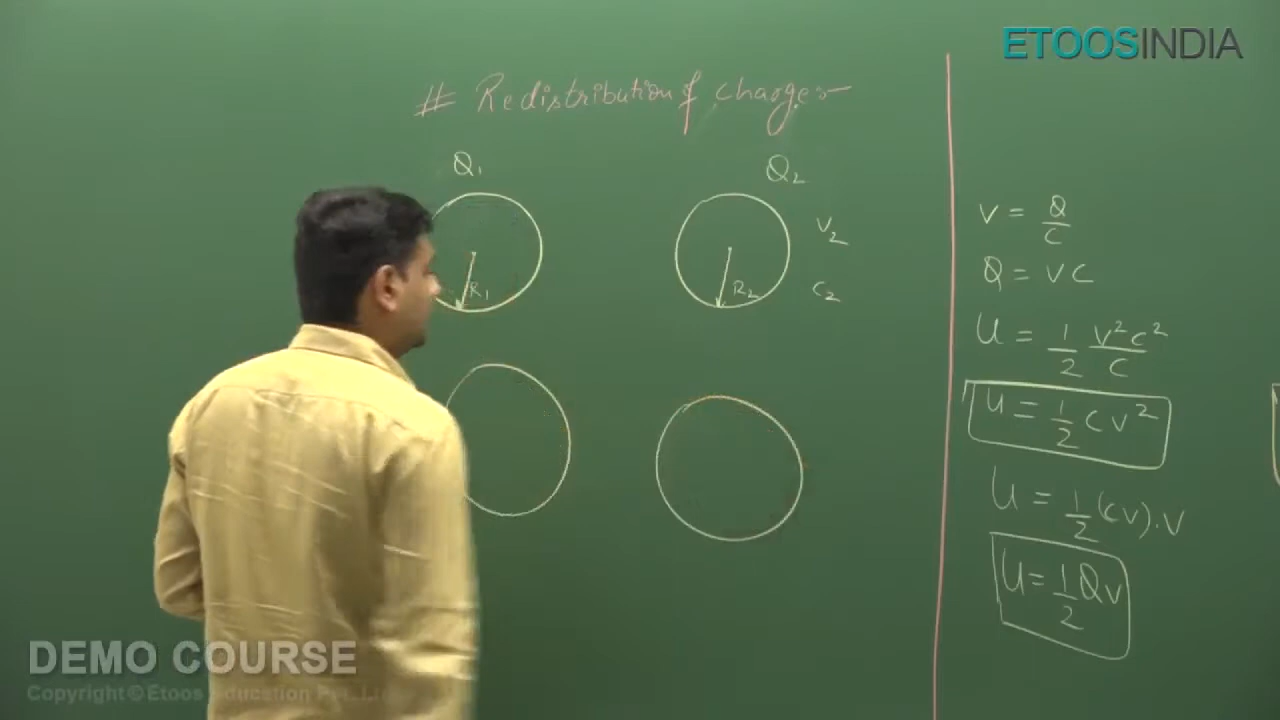 ETOOSINDIA
# Redistribution of charges
Q₁
Q₂
V₂
R₁
R₂
C₂
V = Q/C
Q = VC
U = 1/2 V²C²/C
U = 1/2 CV²
U = 1/2 (CV).V
U = 1/2 QV
DEMO COURSE
Copyright © Etoos Education Pvt. Lt